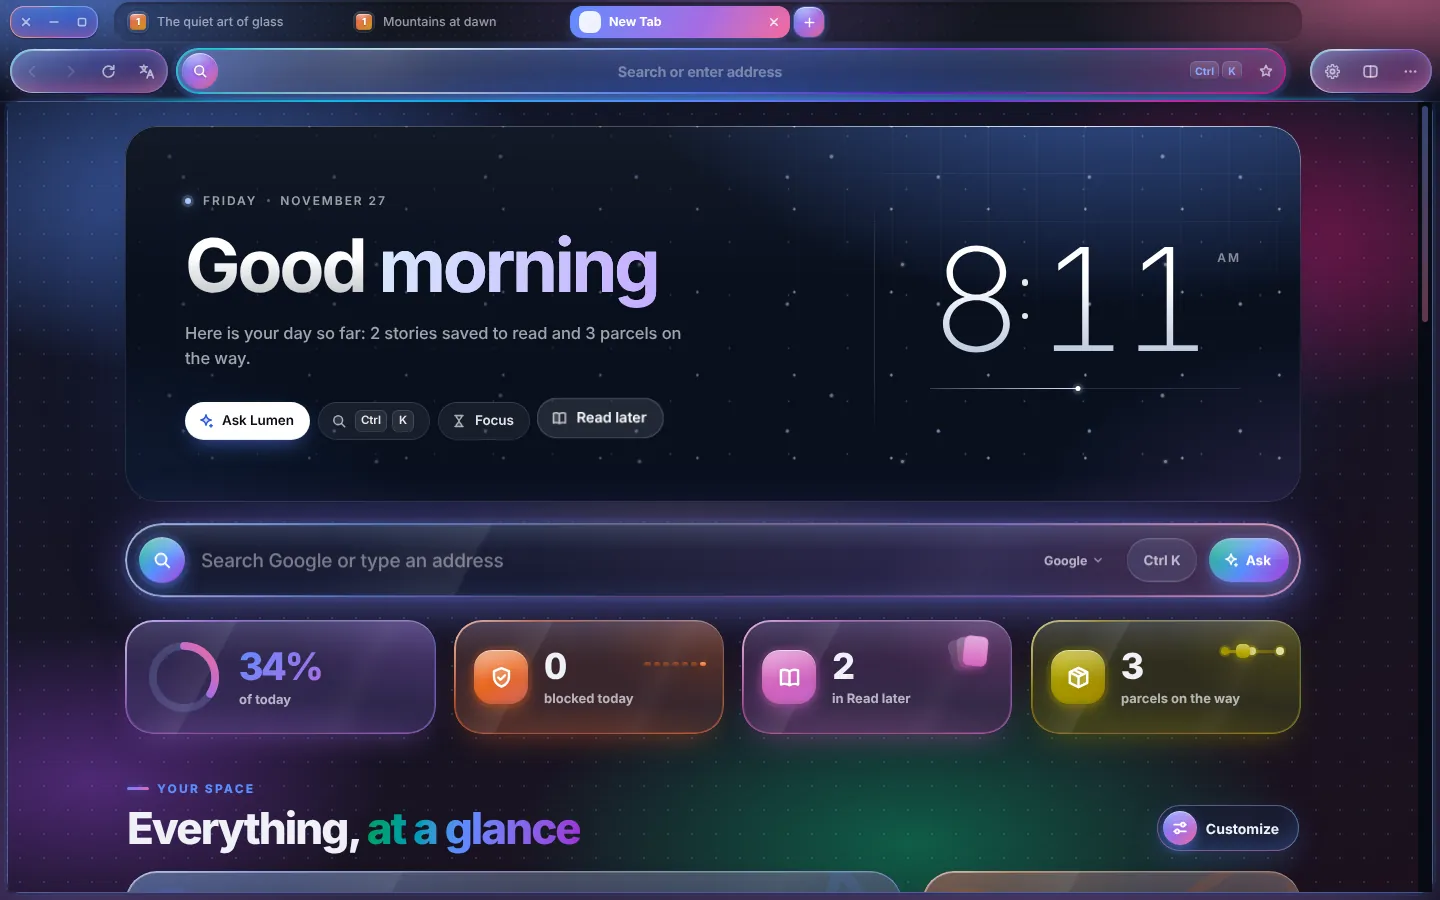 1 The quiet art of glass
1 Mountains at dawn
New Tab
Search or enter address
Ctrl K
FRIDAY • NOVEMBER 27
Good morning
8:11 AM
Here is your day so far: 2 stories saved to read and 3 parcels on
the way.
Ask Lumen
Ctrl K
Focus
Read later
Search Google or type an address
Google
Ctrl K
Ask
34%
of today
0
blocked today
2
in Read later
3
parcels on the way
YOUR SPACE
Everything, at a glance
Customize